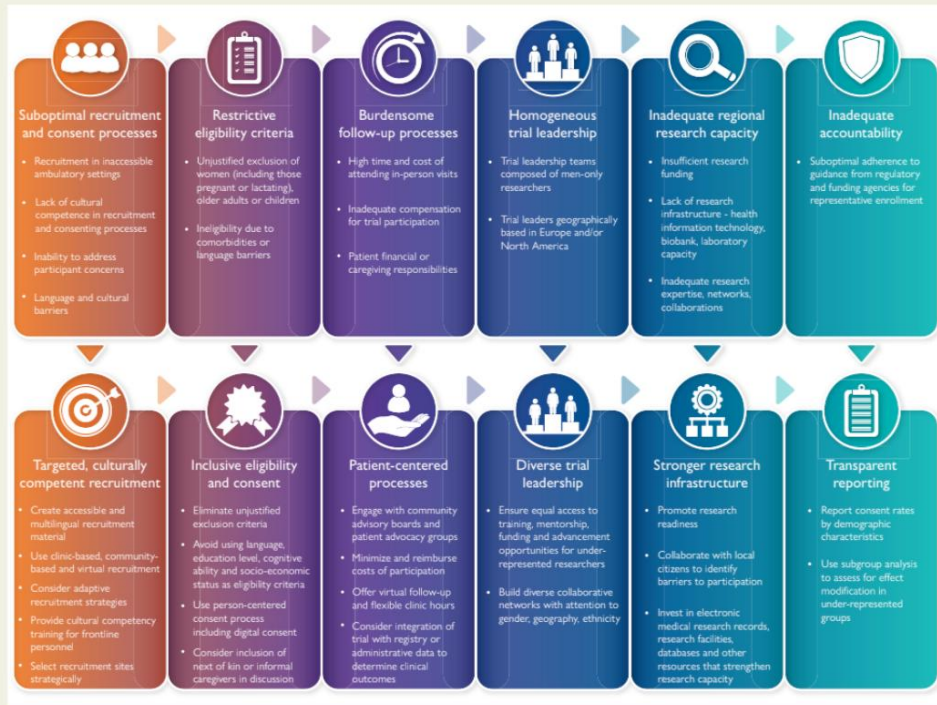 Suboptimal recruitment
and consent processes
• Recruitment in inaccessible
ambulatory settings
• Lack of cultural
competence in recruitment
and consenting processes
• Inability to address
participant concerns
• Language and cultural
barriers
Restrictive
eligibility criteria
• Unjustified exclusion of
women (including those
pregnant or lactating),
older adults or children
• Ineligibility due to
comorbidities or
language barriers
Burdensome
follow-up processes
• High time and cost of
attending in-person visits
• Inadequate compensation
for trial participation
• Patient financial or
caregiving responsibilities
Homogeneous
trial leadership
• Trial leadership teams
composed of men-only
researchers
• Trial leaders geographically
based in Europe and/or
North America
Inadequate regional
research capacity
• Insufficient research
funding
• Lack of research
infrastructure - health
information technology,
biobank, laboratory
capacity
• Inadequate research
expertise, networks,
collaborations
Inadequate
accountability
• Suboptimal adherence to
guidance from regulatory
and funding agencies for
representative enrollment
Targeted, culturally
competent recruitment
• Create accessible and
multilingual recruitment
material
• Use clinic-based, community-
based and virtual recruitment
• Consider adaptive
recruitment strategies
• Provide cultural competency
training for frontline
personnel
• Select recruitment sites
strategically
Inclusive eligibility
and consent
• Eliminate unjustified
exclusion criteria
• Avoid using language,
education level, cognitive
ability and socio-economic
status as eligibility criteria
• Use person-centered
consent process
including digital consent
• Consider inclusion of
next of kin or informal
caregivers in discussion
Patient-centered
processes
• Engage with community
advisory boards and
patient advocacy groups
• Minimize and reimburse
costs of participation
• Offer virtual follow-up
and flexible clinic hours
• Consider integration of
trial with registry or
administrative data to
determine clinical
outcomes
Diverse trial
leadership
• Ensure equal access to
training, mentorship,
funding and advancement
opportunities for under-
represented researchers
• Build diverse collaborative
networks with attention to
gender, geography, ethnicity
Stronger research
infrastructure
• Promote research
readiness
• Collaborate with local
citizens to identify
barriers to participation
• Invest in electronic
medical research records,
research facilities,
databases and other
resources that strengthen
research capacity
Transparent
reporting
• Report consent rates
by demographic
characteristics
• Use subgroup analysis
to assess for effect
modification in
under-represented
groups